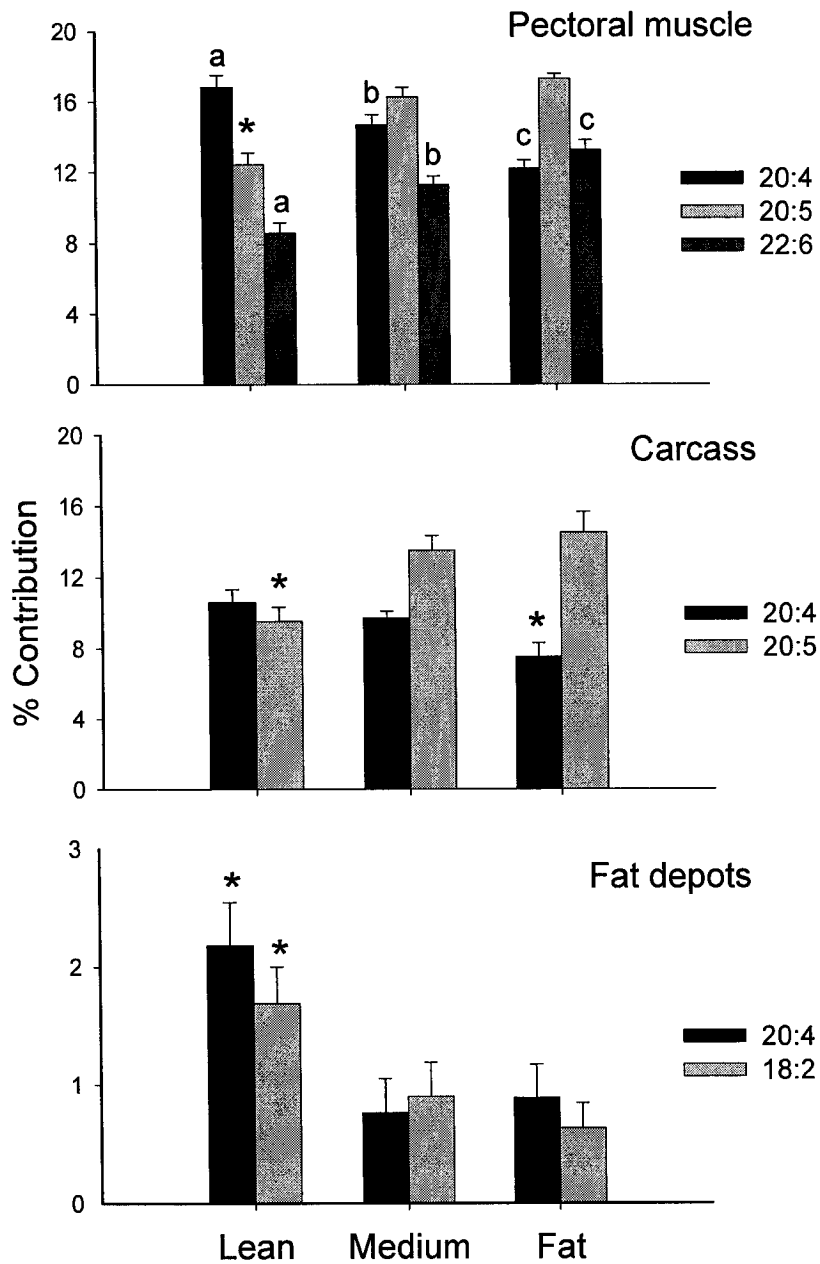 Pectoral muscle
20
16
12
8
4
0
a
*
a
b
b
c
c
20:4
20:5
22:6
Carcass
% Contribution
20
16
12
8
4
0
*
*
20:4
20:5
Fat depots
3
2
1
0
*
*
20:4
18:2
Lean Medium Fat